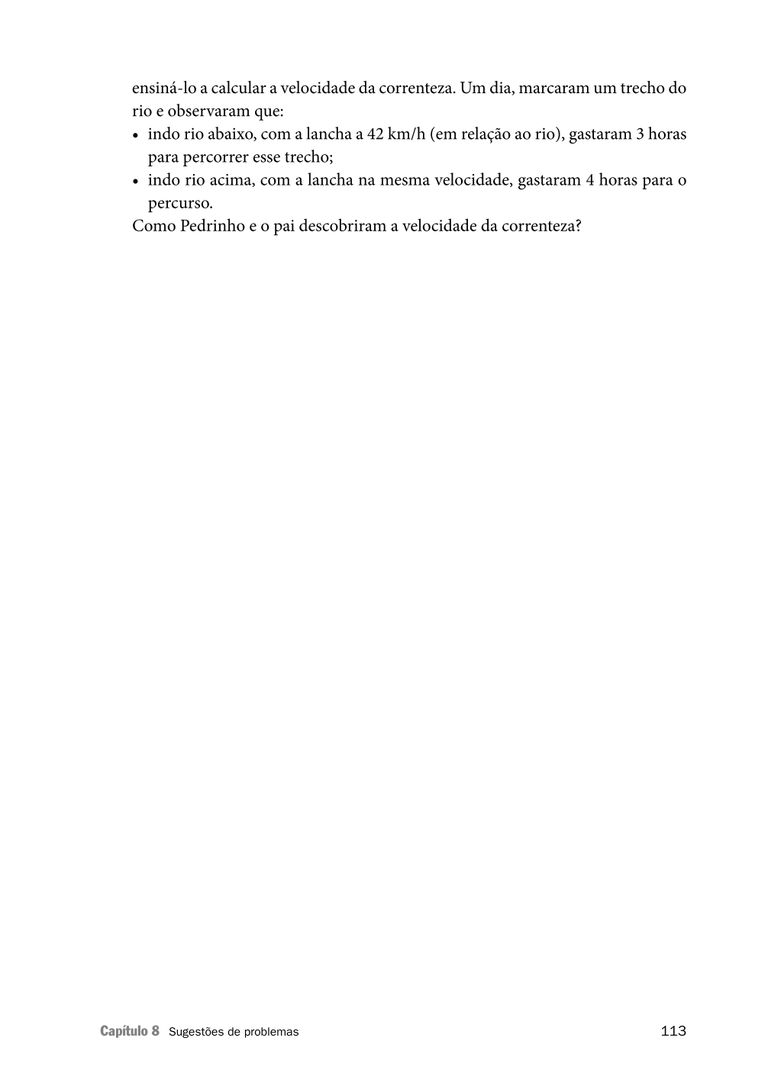 ensiná-lo a calcular a velocidade da correnteza. Um dia, marcaram um trecho do
rio e observaram que:
• indo rio abaixo, com a lancha a 42 km/h (em relação ao rio), gastaram 3 horas
para percorrer esse trecho;
• indo rio acima, com a lancha na mesma velocidade, gastaram 4 horas para o
percurso.
Como Pedrinho e o pai descobriram a velocidade da correnteza?
Capítulo 8 Sugestões de problemas 113